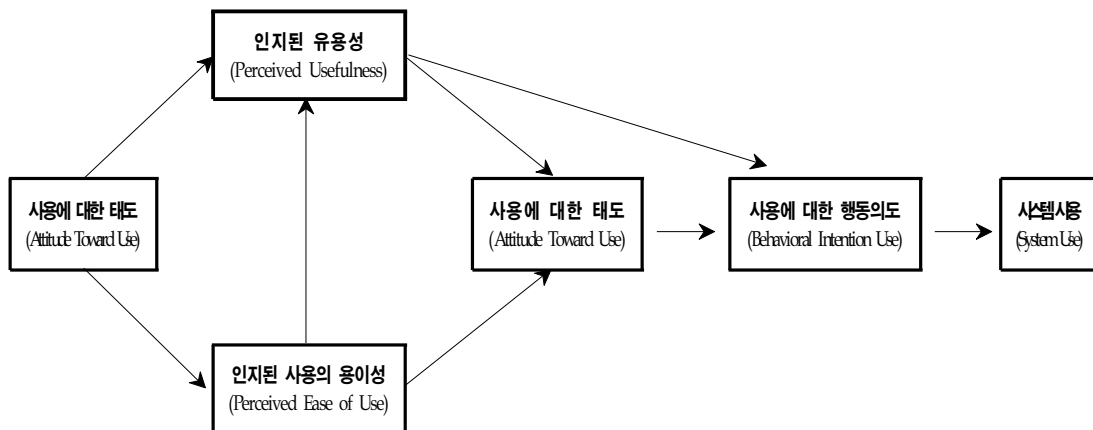 인지된 유용성
(Perceived Usefulness)
사용에 대한 태도
(Attitude Toward Use)
사용에 대한 태도
(Attitude Toward Use)
사용에 대한 행동의도
(Behavioral Intention Use)
시스템사용
(System Use)
인지된 사용의 용이성
(Perceived Ease of Use)